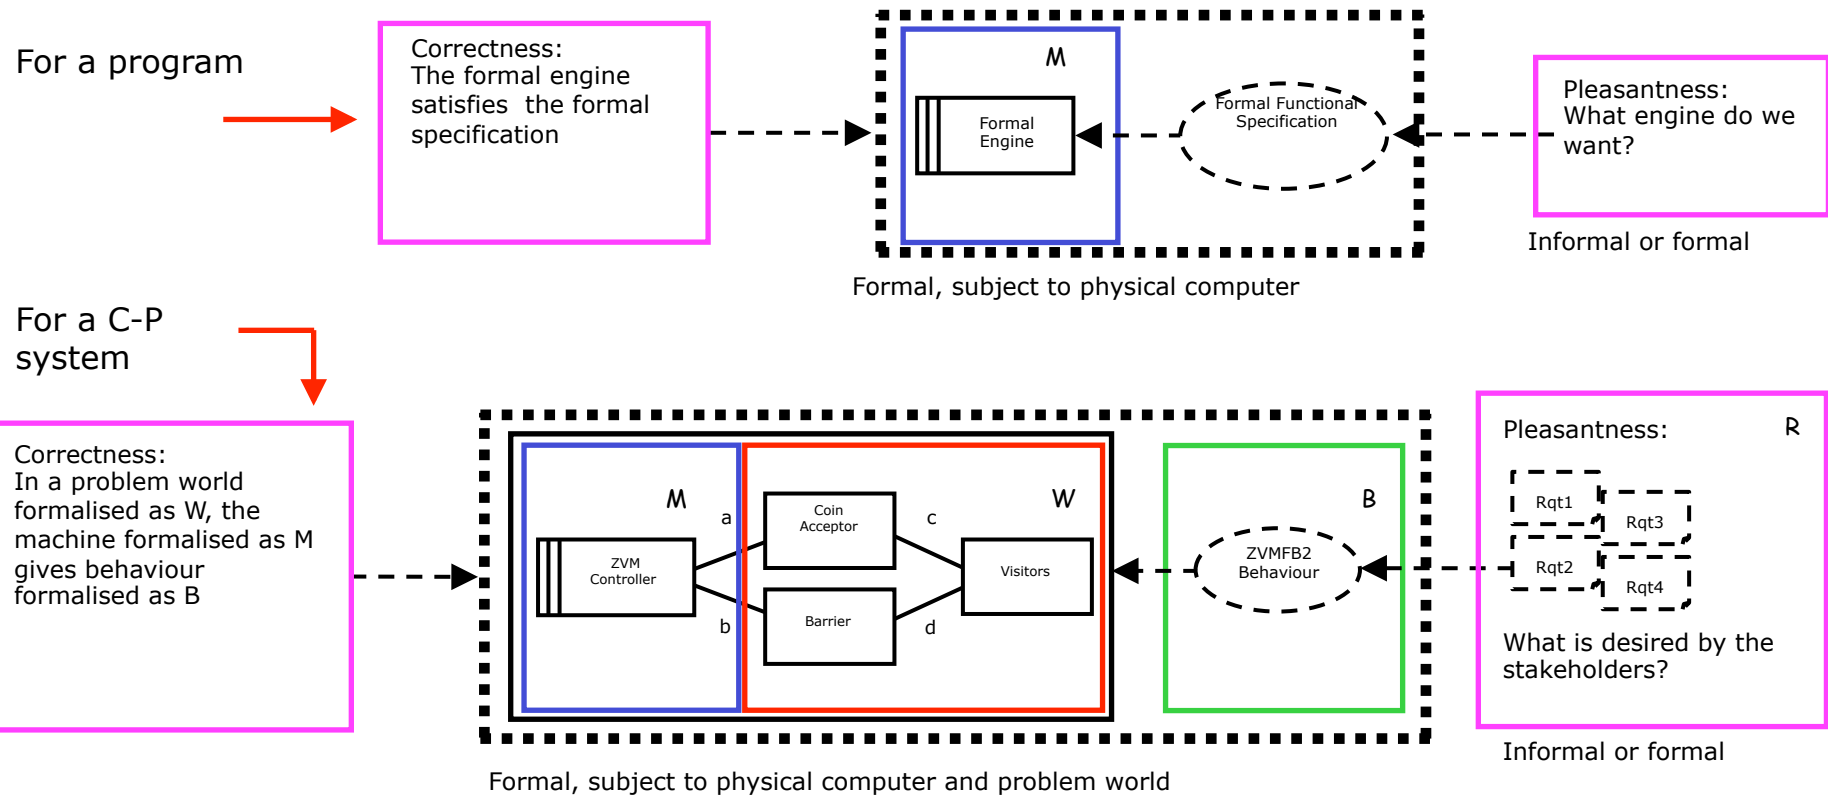 For a program
Correctness:
The formal engine
satisfies the formal
specification
M
Formal
Engine
Formal Functional
Specification
Pleasantness:
What engine do we
want?
Informal or formal
Formal, subject to physical computer
For a C-P
system
Correctness:
In a problem world
formalised as W, the
machine formalised as M
gives behaviour
formalised as B
M
ZVM
Controller
a
b
W
Coin
Acceptor
Barrier
c
d
Visitors
B
ZVMFB2
Behaviour
Pleasantness:
R
Rqt1
Rqt3
Rqt2
Rqt4
What is desired by the
stakeholders?
Informal or formal
Formal, subject to physical computer and problem world